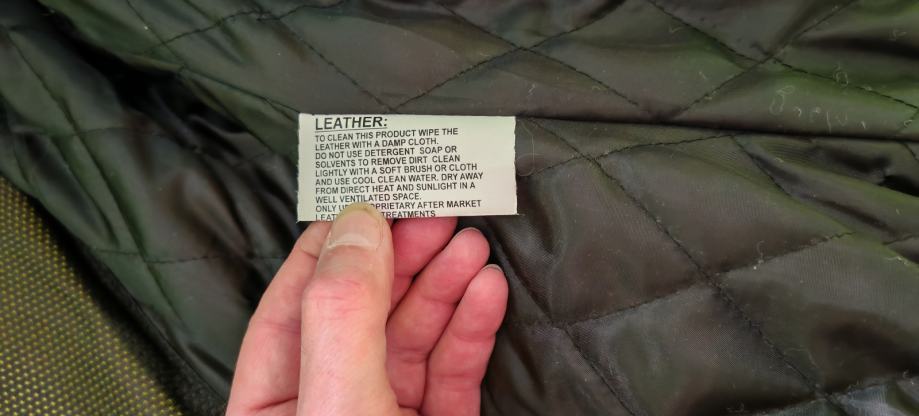 LEATHER:
TO CLEAN THIS PRODUCT WIPE THE
LEATHER WITH A DAMP CLOTH.
DO NOT USE DETERGENT SOAP OR
SOLVENTS TO REMOVE DIRT CLEAN
LIGHTLY WITH A SOFT BRUSH OR CLOTH
AND USE COOL CLEAN WATER. DRY AWAY
FROM DIRECT HEAT AND SUNLIGHT IN A
WELL VENTILATED SPACE.
ONLY AFTER MARKET
TREATMENTS